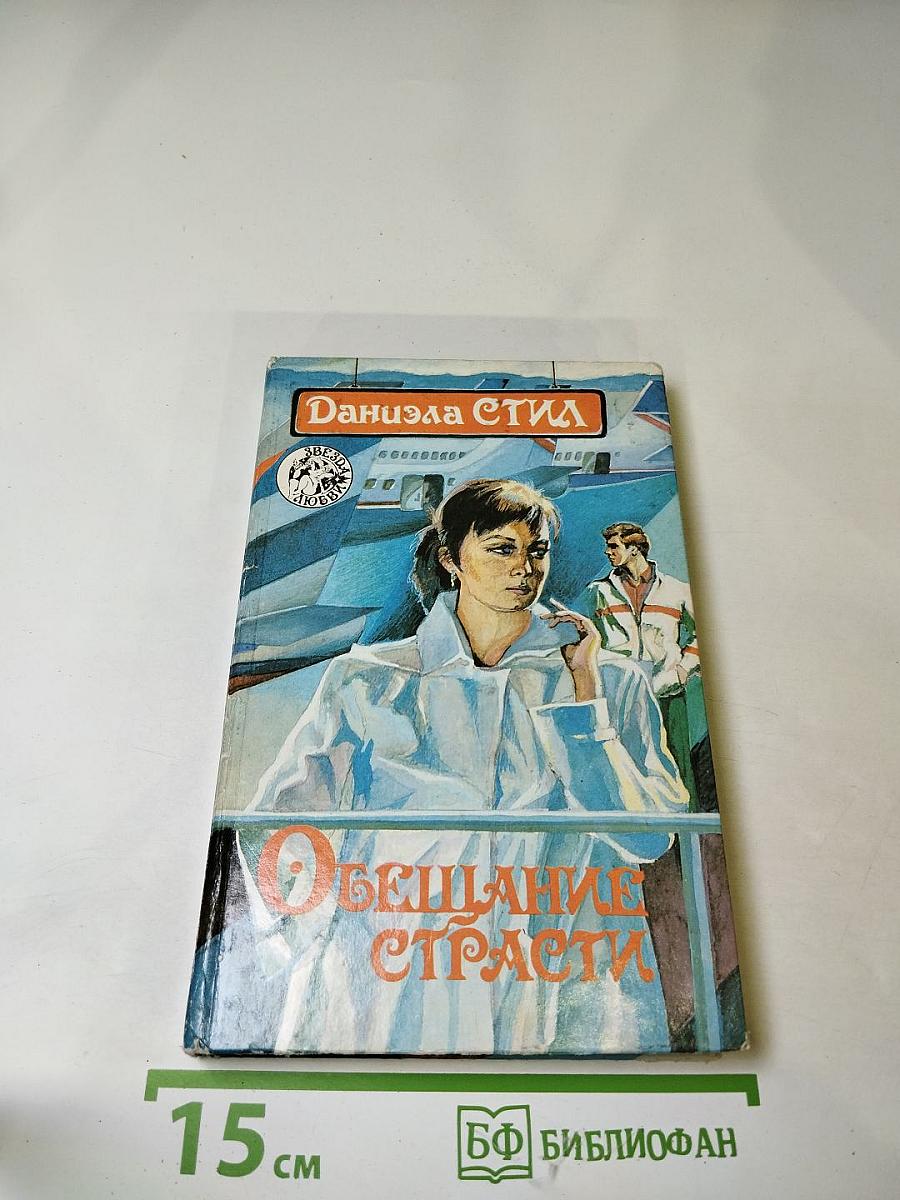 Даниэла СТИЛ
ЗВЕЗДА
ЛЮБВИ
ОБЕЩАНИЕ
СТРАСТИ
15 см
БФ БИБЛИОФАН